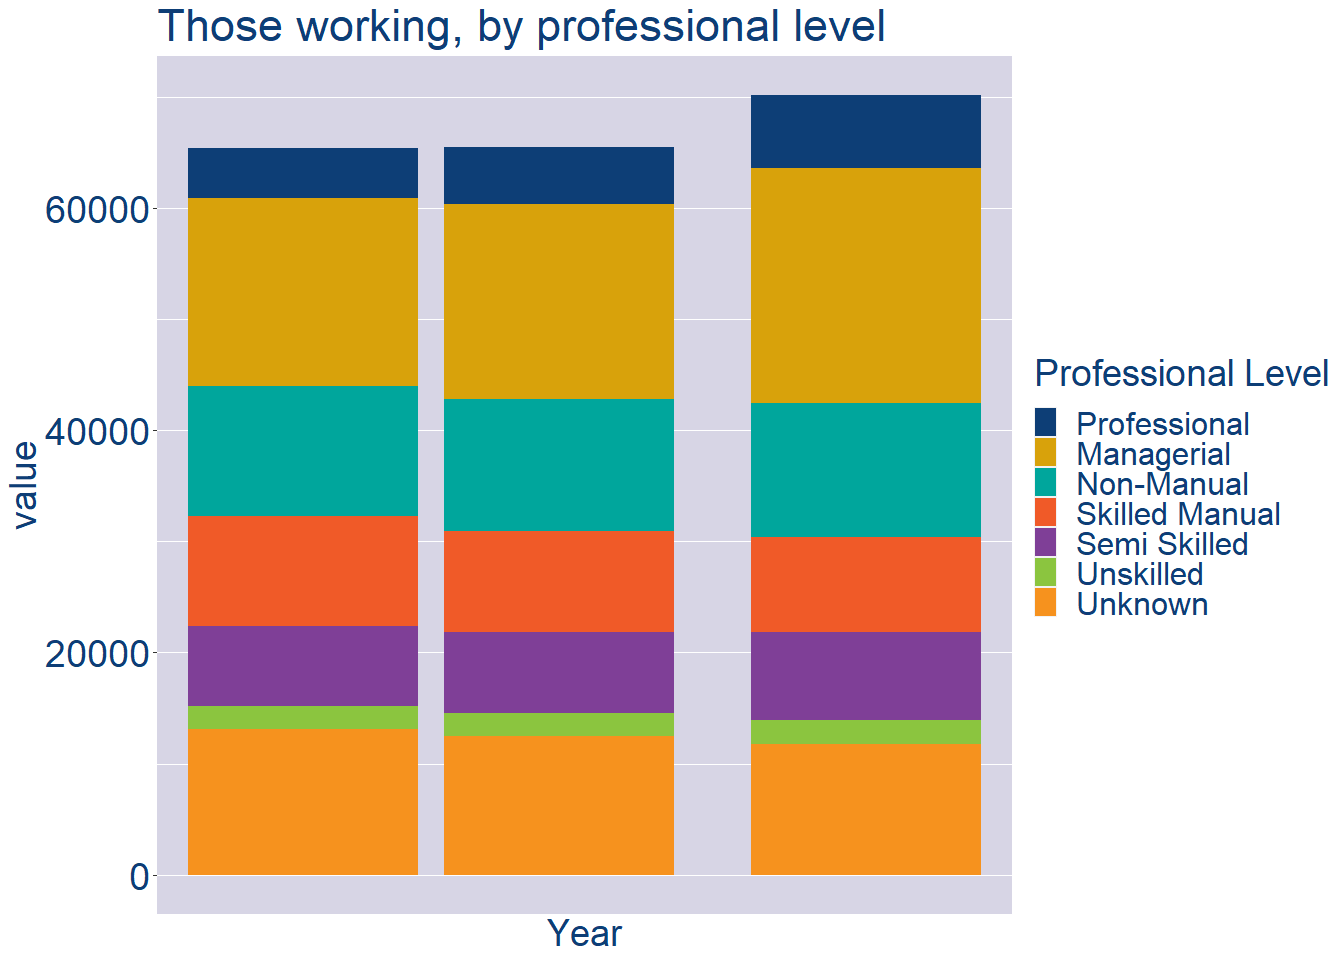 Those working, by professional level
value
60000
40000
20000
0
Year
Professional Level
Professional
Managerial
Non-Manual
Skilled Manual
Semi Skilled
Unskilled
Unknown